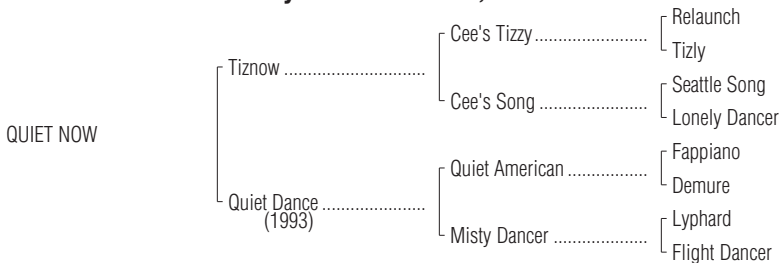 Relaunch
Cee's Tizzy........................
Tizly
Tiznow ..............................
Seattle Song
Cee's Song .......................
Lonely Dancer
QUIET NOW
Fappiano
Quiet American .................
Demure
Quiet Dance ......................
(1993)
Lyphard
Misty Dancer ....................
Flight Dancer